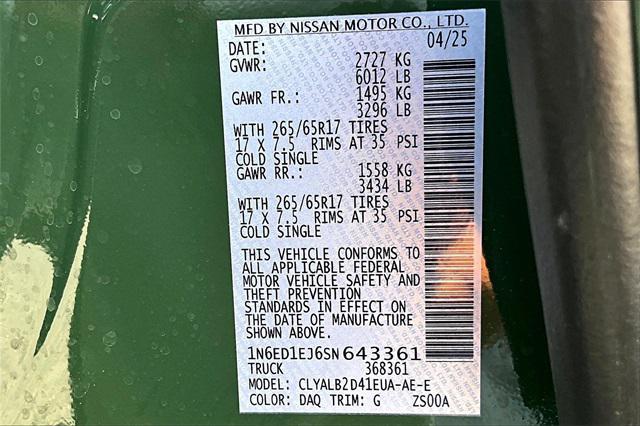 MFD BY NISSAN MOTOR CO., LTD.
DATE: 04/25
GVWR: 2727 KG
6012 LB
GAWR FR.: 1495 KG
3296 LB
WITH 265/65R17 TIRES
17 X 7.5 RIMS AT 35 PSI
COLD SINGLE
GAWR RR.: 1558 KG
3434 LB
WITH 265/65R17 TIRES
17 X 7.5 RIMS AT 35 PSI
COLD SINGLE
THIS VEHICLE CONFORMS TO
ALL APPLICABLE FEDERAL
MOTOR VEHICLE SAFETY AND
THEFT PREVENTION
STANDARDS IN EFFECT ON
THE DATE OF MANUFACTURE
SHOWN ABOVE.
1N6ED1EJ6SN643361
TRUCK 368361
MODEL: CLYALB2D41EUA-AE-E
COLOR: DAQ TRIM: G ZS00A